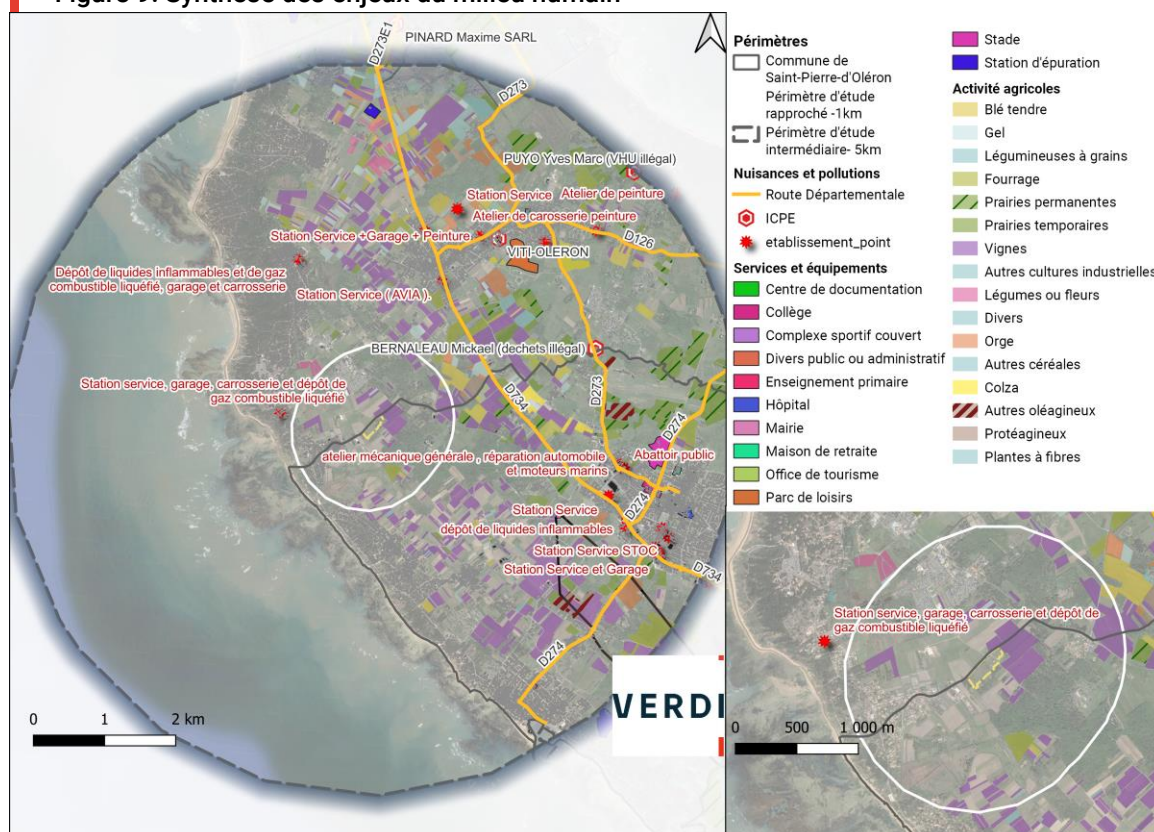 Figure 9: Synthèse des enjeux du milieu humain
PINARD Maxime SARL
D273E1
D273
PUYO Yves Marc (VHU illégal)
Station Service
Atelier de peinture
Atelier de carosserie peinture
Station Service +Garage + Peinture
D126
VITI-OLERON
Dépôt de liquides inflammables et de gaz
combustible liquéfié, garage et carrosserie
Station Service ( AVIA ).
BERNALEAU Mickael (dechets illégal)
Station service, garage, carrosserie et dépôt de
gaz combustible liquéfié
D734
D273
D274
atelier mécanique générale , réparation automobile
et moteurs marins
Abattoir public
Station Service
dépôt de liquides inflammables
D274
Station Service STOC
Station Service et Garage
D734
D274
VERDI
0 1 2 km
Périmètres
Commune de
Saint-Pierre-d'Oléron
Périmètre d'étude
rapproché -1km
Périmètre d'étude
intermédiaire- 5km
Nuisances et pollutions
Route Départementale
ICPE
etablissement_point
Services et équipements
Centre de documentation
Collège
Complexe sportif couvert
Divers public ou administratif
Enseignement primaire
Hôpital
Mairie
Maison de retraite
Office de tourisme
Parc de loisirs
Stade
Station d'épuration
Activité agricoles
Blé tendre
Gel
Légumineuses à grains
Fourrage
Prairies permanentes
Prairies temporaires
Vignes
Autres cultures industrielles
Légumes ou fleurs
Divers
Orge
Autres céréales
Colza
Autres oléagineux
Protéagineux
Plantes à fibres
Station service, garage, carrosserie et dépôt de
gaz combustible liquéfié
0 500 1 000 m